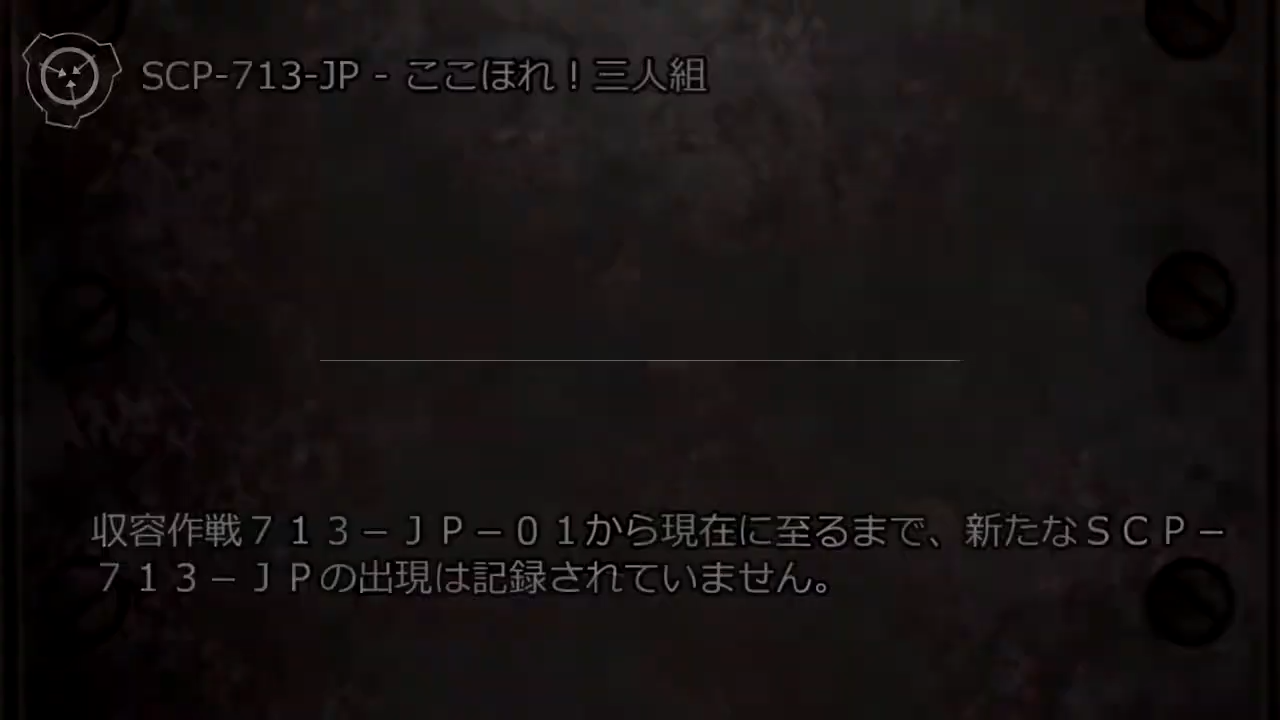 SCP-713-JP - ここほれ！三人組
収容作戦７１３－ＪＰ－０１から現在に至るまで、新たなＳＣＰ－
７１３－ＪＰの出現は記録されていません。